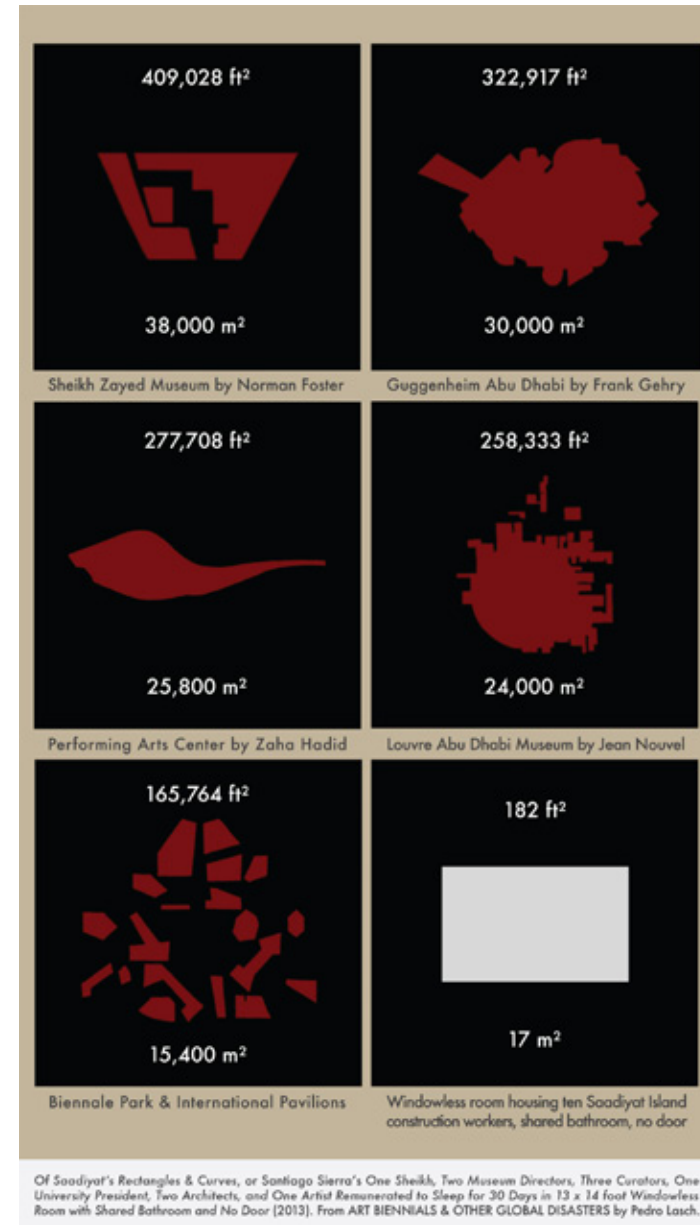 409,028 ft²
38,000 m²
Sheikh Zayed Museum by Norman Foster
322,917 ft²
30,000 m²
Guggenheim Abu Dhabi by Frank Gehry
277,708 ft²
25,800 m²
Performing Arts Center by Zaha Hadid
258,333 ft²
24,000 m²
Louvre Abu Dhabi Museum by Jean Nouvel
165,764 ft²
15,400 m²
Biennale Park & International Pavilions
182 ft²
17 m²
Windowless room housing ten Saadiyat Island
construction workers, shared bathroom, no door
Of Saadiyat's Rectangles & Curves, or Santiago Sierra's One Sheikh, Two Museum Directors, Three Curators, One
University President, Two Architects, and One Artist Remunerated to Sleep for 30 Days in 13 x 14 foot Windowless
Room with Shared Bathroom and No Door (2013). From ART BIENNIALS & OTHER GLOBAL DISASTERS by Pedro Lasch.